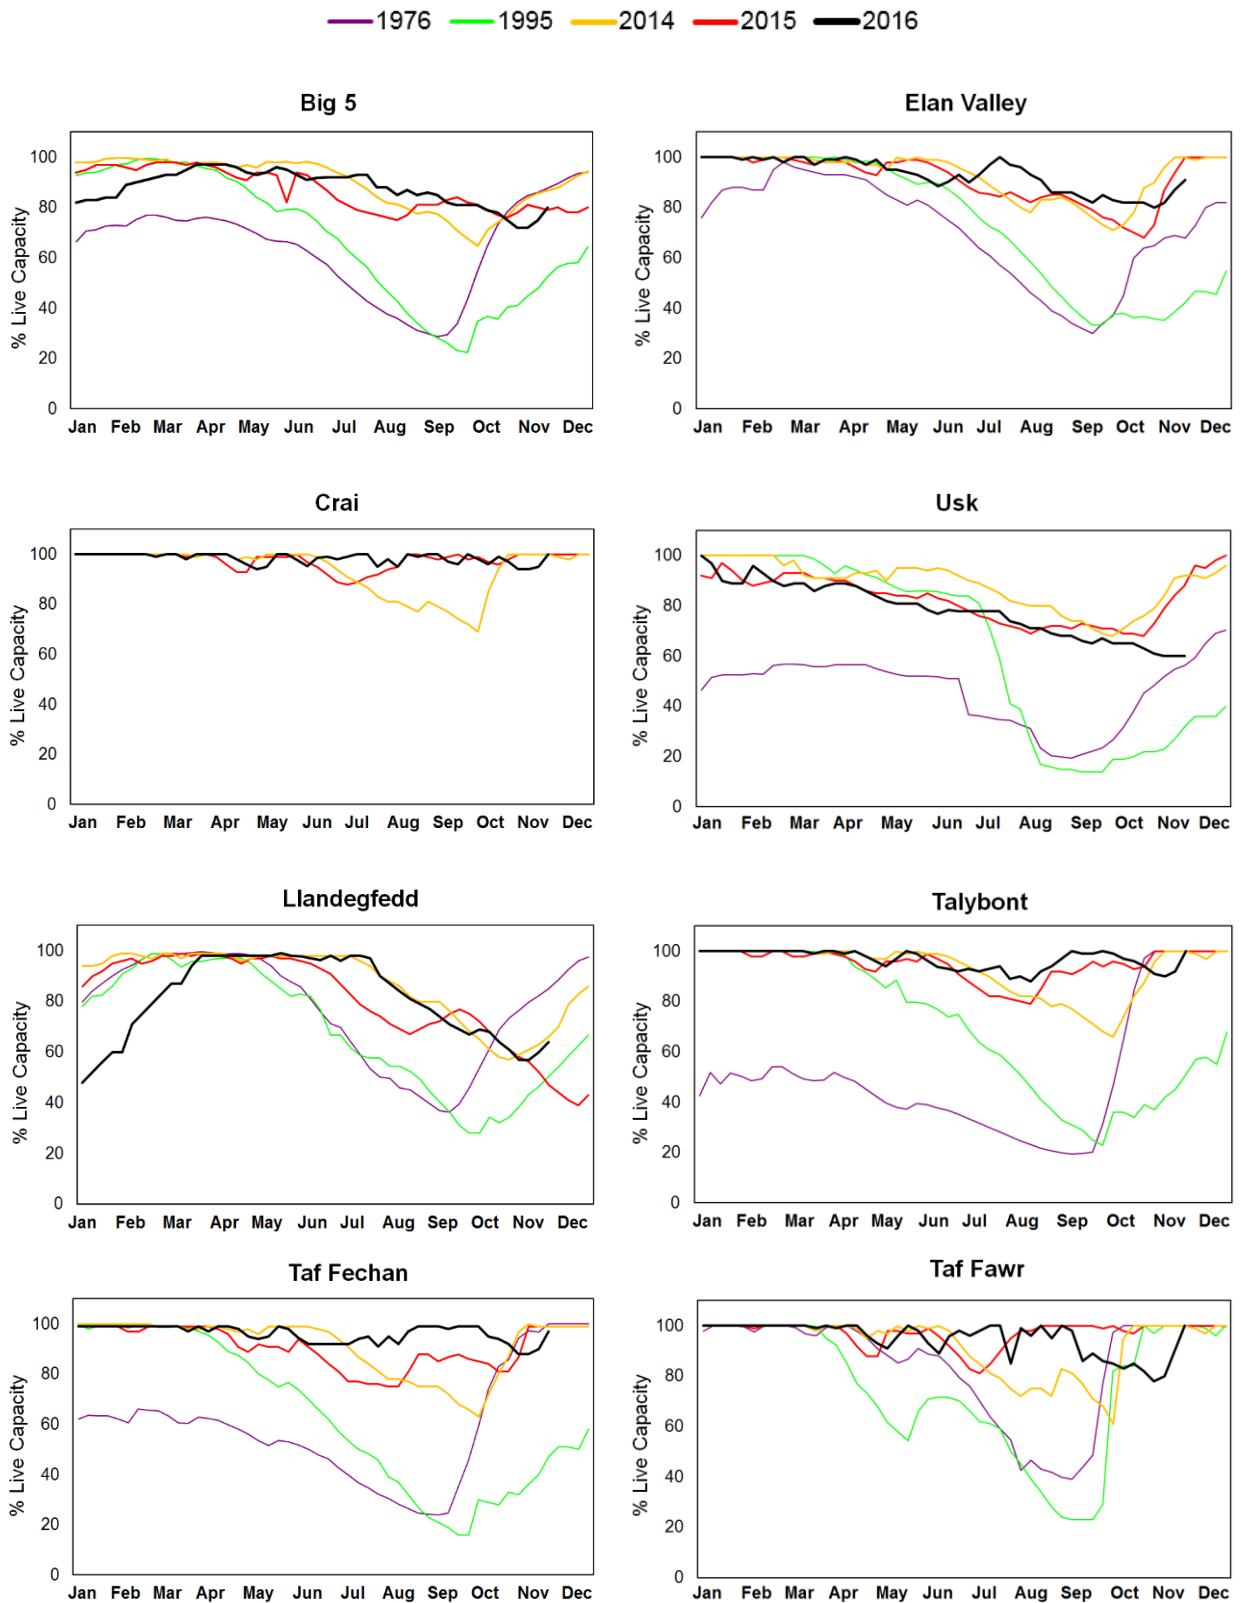 1976 1995 2014 2015 2016
Big 5
% Live Capacity
100
80
60
40
20
0
Jan Feb Mar Apr May Jun Jul Aug Sep Oct Nov Dec
Elan Valley
% Live Capacity
100
80
60
40
20
0
Jan Feb Mar Apr May Jun Jul Aug Sep Oct Nov Dec
Crai
% Live Capacity
100
80
60
40
20
0
Jan Feb Mar Apr May Jun Jul Aug Sep Oct Nov Dec
Usk
% Live Capacity
100
80
60
40
20
0
Jan Feb Mar Apr May Jun Jul Aug Sep Oct Nov Dec
Llandegfedd
% Live Capacity
100
80
60
40
20
0
Jan Feb Mar Apr May Jun Jul Aug Sep Oct Nov Dec
Talybont
% Live Capacity
100
80
60
40
20
0
Jan Feb Mar Apr May Jun Jul Aug Sep Oct Nov Dec
Taf Fechan
% Live Capacity
100
80
60
40
20
0
Jan Feb Mar Apr May Jun Jul Aug Sep Oct Nov Dec
Taf Fawr
% Live Capacity
100
80
60
40
20
0
Jan Feb Mar Apr May Jun Jul Aug Sep Oct Nov Dec